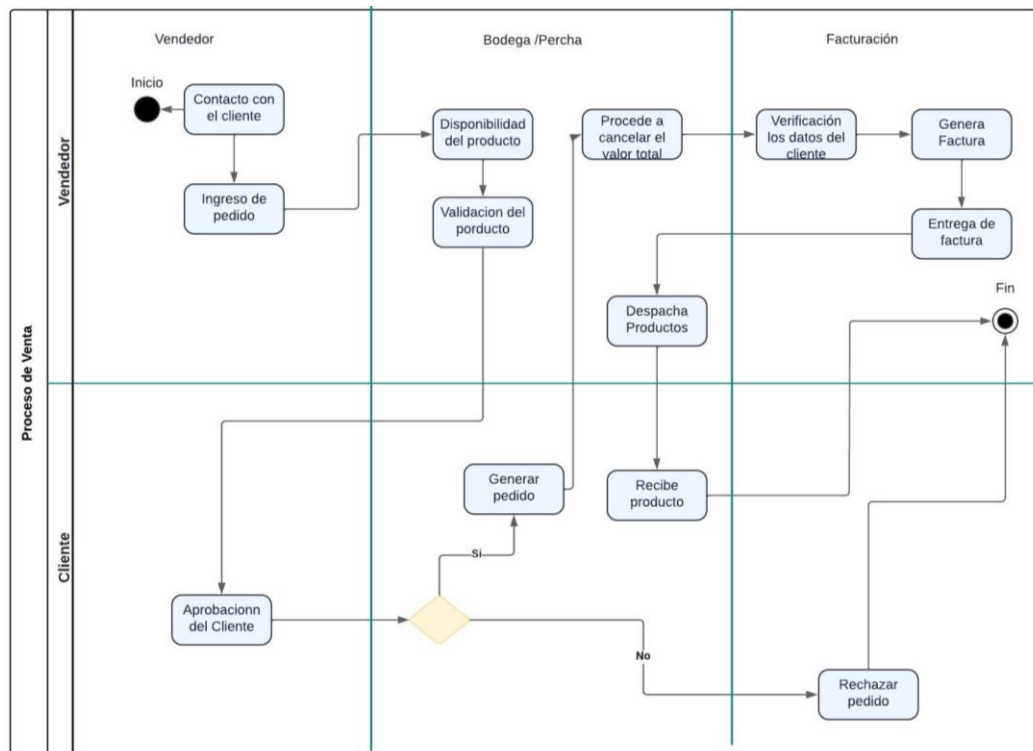 Vendedor
Bodega /Percha
Facturación
Proceso de Venta
Vendedor
Cliente
Inicio
Contacto con
el cliente
Ingreso de
pedido
Disponibilidad
del producto
Validacion del
porducto
Procede a
cancelar el
valor total
Verificación
los datos del
cliente
Genera
Factura
Entrega de
factura
Despacha
Productos
Fin
Generar
pedido
Recibe
producto
Si
Aprobacionn
del Cliente
No
Rechazar
pedido